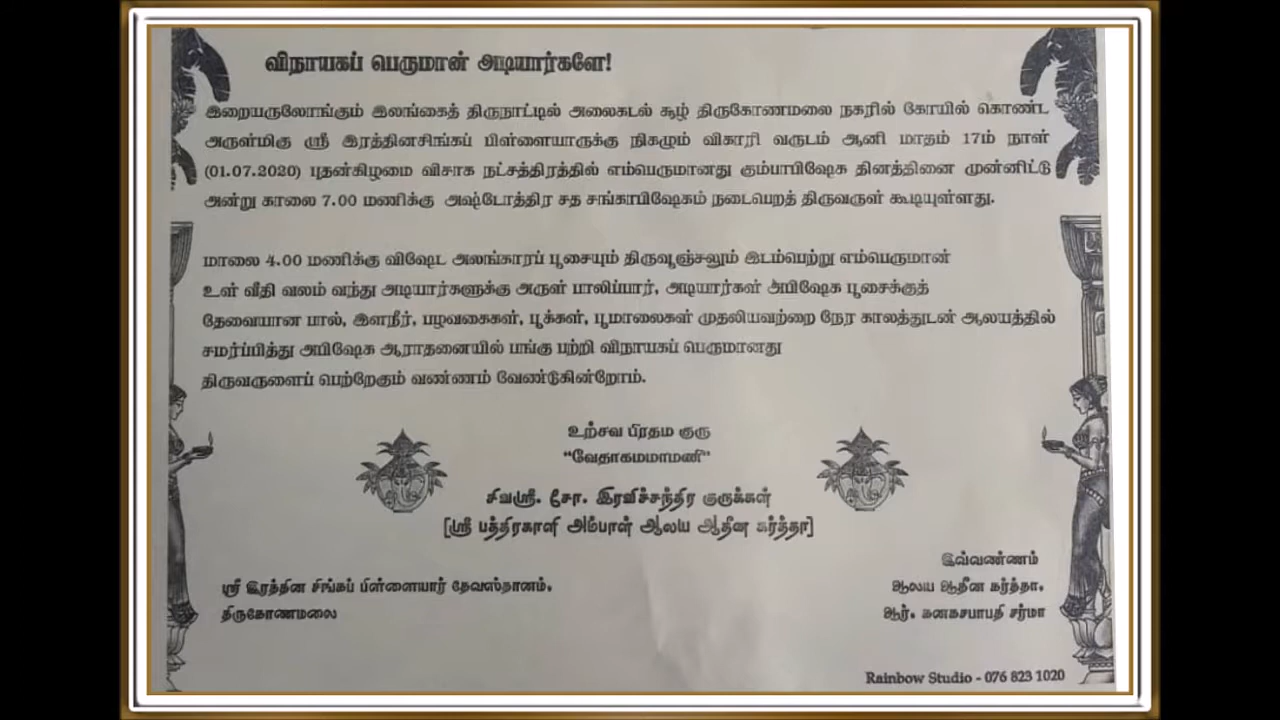 விநாயகப் பெருமான் அடியார்களே!
இறையருலோங்கும் இலங்கைத் திருநாட்டில் அலைகடல் சூழ் திருகோணமலை நகரில் கோயில் கொண்ட
அருள்மிகு ஸ்ரீ இரத்தினசிங்கப் பிள்ளையாருக்கு நிகழும் விகாரி வருடம் ஆனி மாதம் 17ம் நாள்
(01.07.2020) புதன்கிழமை விசாக நட்சத்திரத்தில் எம்பெருமானது கும்பாபிஷேக தினத்தினை முன்னிட்டு
அன்று காலை 7.00 மணிக்கு அஷ்டோத்திர சத சங்காபிஷேகம் நடைபெறத் திருவருள் கூடியுள்ளது.
மாலை 4.00 மணிக்கு விஷேட அலங்காரப் பூசையும் திருவூஞ்சலும் இடம்பெற்று எம்பெருமான்
உள் வீதி வலம் வந்து அடியார்களுக்கு அருள் பாலிப்பார், அடியார்கள் அபிஷேக பூசைக்குத்
தேவையான பால், இளநீர், பழவகைகள், பூக்கள், பூமாலைகள் முதலியவற்றை நேர காலத்துடன் ஆலயத்தில்
சமர்ப்பித்து அபிஷேக ஆராதனையில் பங்கு பற்றி விநாயகப் பெருமானது
திருவருளைப் பெற்றேகும் வண்ணம் வேண்டுகின்றோம்.
உற்சவ பிரதம குரு
“வேதாகமமாமணி”
சிவஸ்ரீ. சோ. இரவிச்சந்திர குருக்கள்
[ஸ்ரீ பத்திரகாளி அம்பாள் ஆலய ஆதீன கர்த்தா]
இவ்வண்ணம்
ஸ்ரீ இரத்தின சிங்கப் பிள்ளையார் தேவஸ்தானம்,
ஆலய ஆதீன கர்த்தா,
திருகோணமலை
ஆர். கனகசபாபதி சர்மா
Rainbow Studio - 076 823 1020